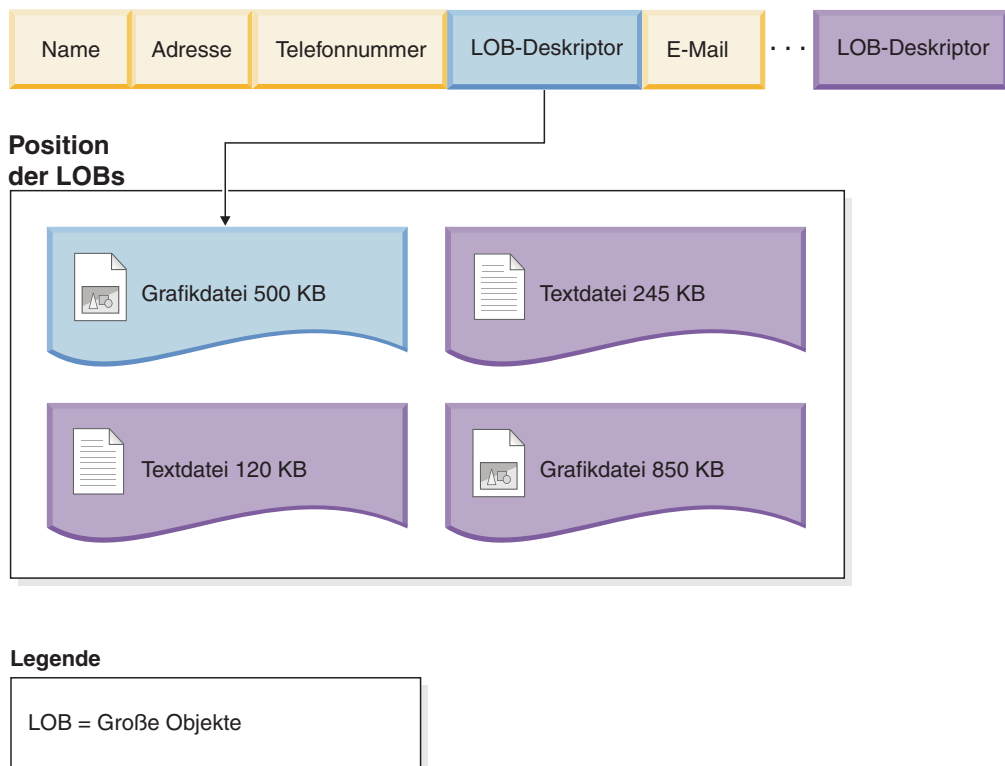 Name Adresse Telefonnummer LOB-Deskriptor E-Mail · · · LOB-Deskriptor
Position
der LOBs
Grafikdatei 500 KB
Textdatei 245 KB
Textdatei 120 KB
Grafikdatei 850 KB
Legende
LOB = Große Objekte